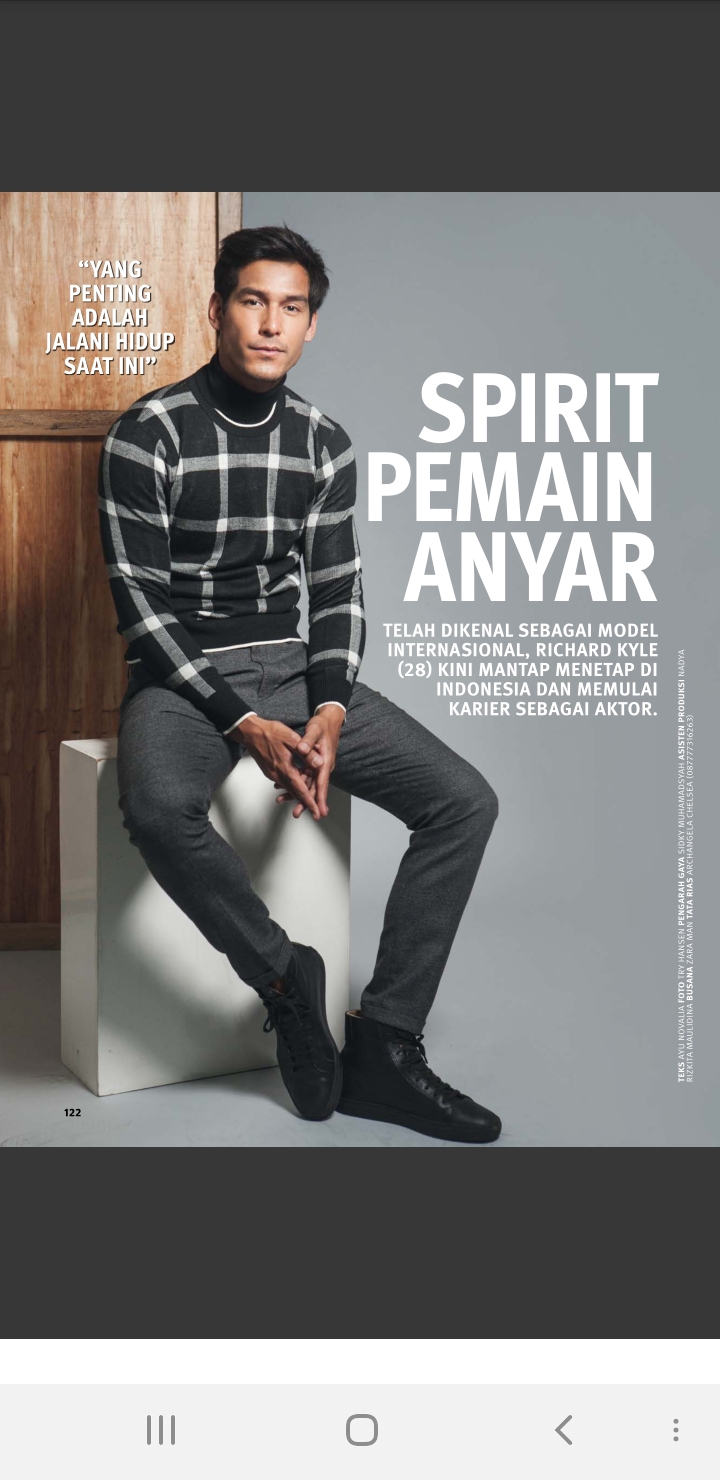 “YANG
PENTING
ADALAH
JALANI HIDUP
SAAT INI”
SPIRIT
PEMAIN
ANYAR
TELAH DIKENAL SEBAGAI MODEL
INTERNASIONAL, RICHARD KYLE
(28) KINI MANTAP MENETAP DI
INDONESIA DAN MEMULAI
KARIER SEBAGAI AKTOR.
TEKS AYU NOVALIA FOTO TRY HANSEN PENGARAH GAYA SIDKY MUHAMADSYAH ASISTEN PRODUKSI NADYA
RIZKITA MAULIDINA BUSANA ZARA MAN TATA RIAS ARCHANGELA CHELSEA (087777316263)
122